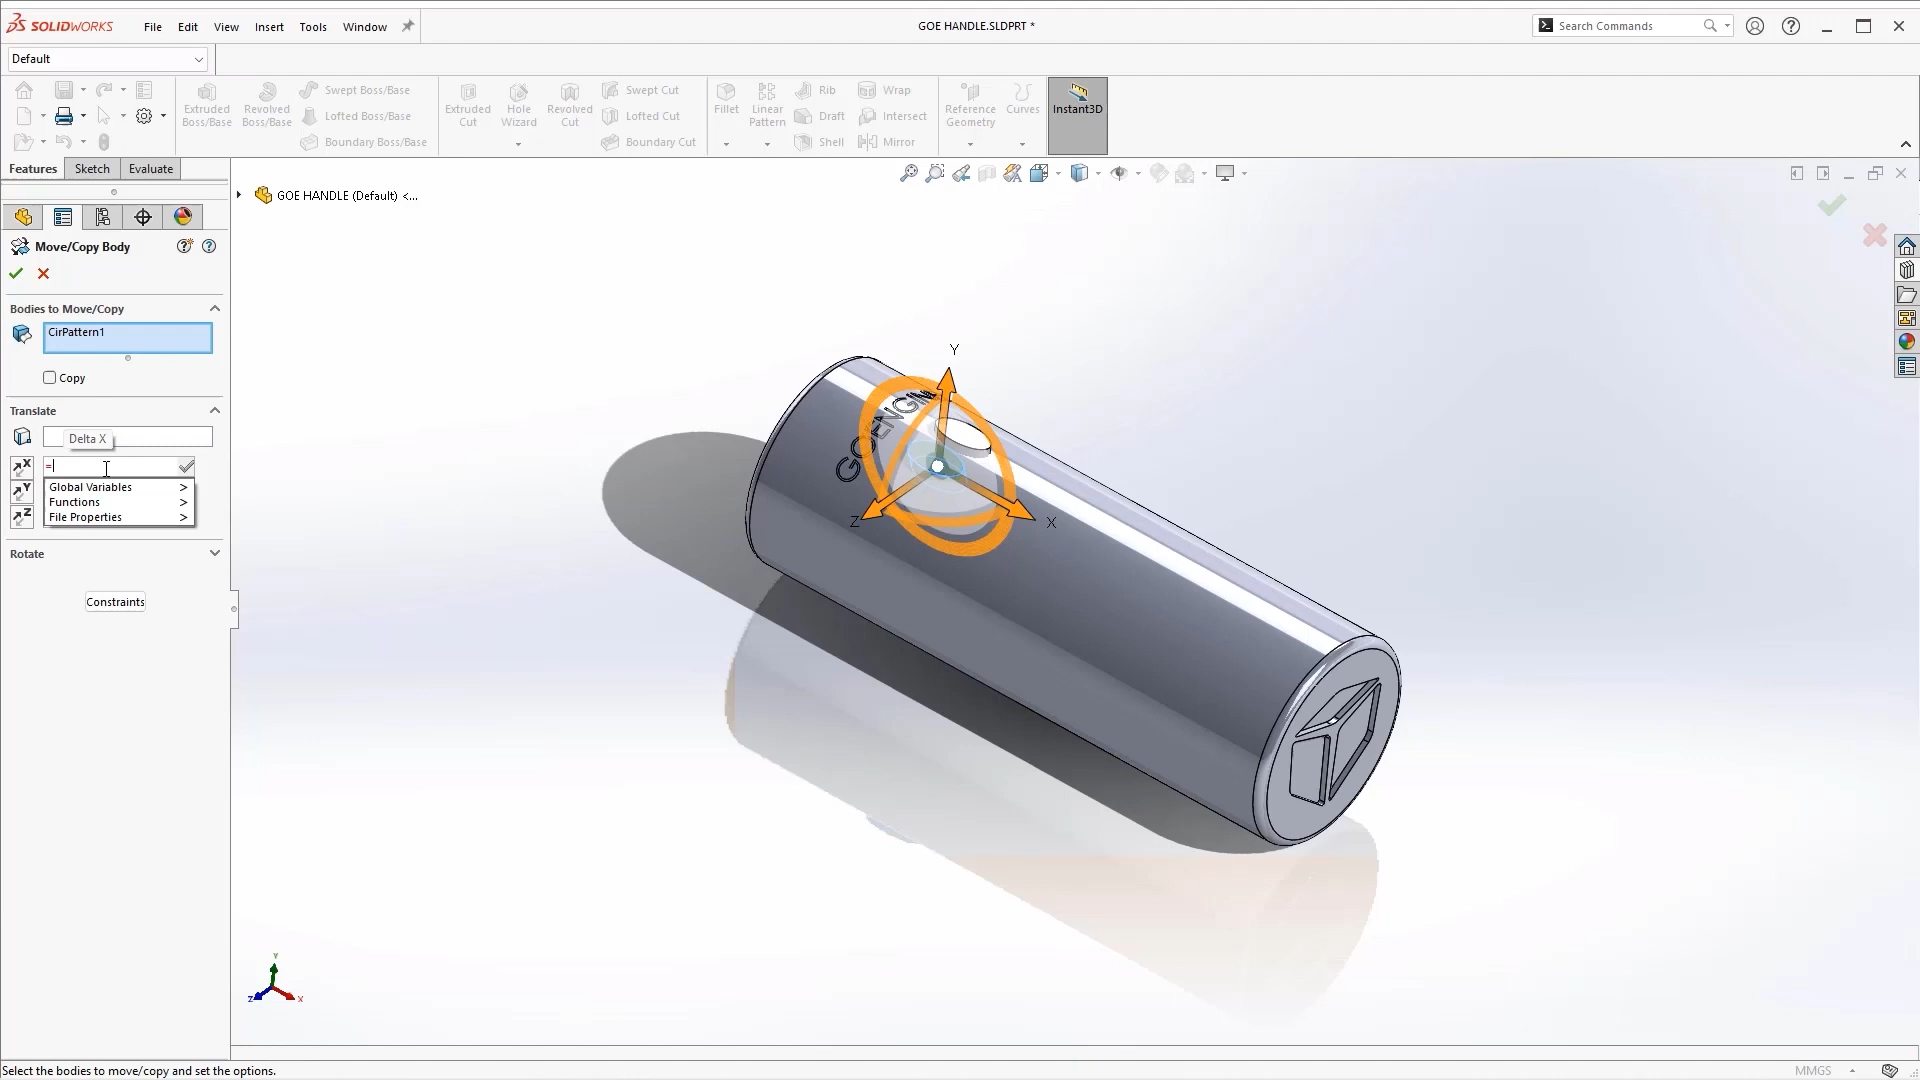 SOLIDWORKS File Edit View Insert Tools Window GOE HANDLE.SLDPRT * Search Commands
Default
Extruded Boss/Base
Revolved Boss/Base
Swept Boss/Base
Lofted Boss/Base
Boundary Boss/Base
Extruded Cut
Hole Wizard
Revolved Cut
Swept Cut
Lofted Cut
Boundary Cut
Fillet
Linear Pattern
Rib
Draft
Shell
Wrap
Intersect
Mirror
Reference Geometry
Curves
Instant3D
Features Sketch Evaluate
GOE HANDLE (Default) <...
Move/Copy Body
Bodies to Move/Copy
CirPattern1
Copy
Translate
Delta X
=
Global Variables >
Functions >
File Properties >
Rotate
Constraints
Y
Z
X
Y
Z
X
Select the bodies to move/copy and set the options.
MMGS